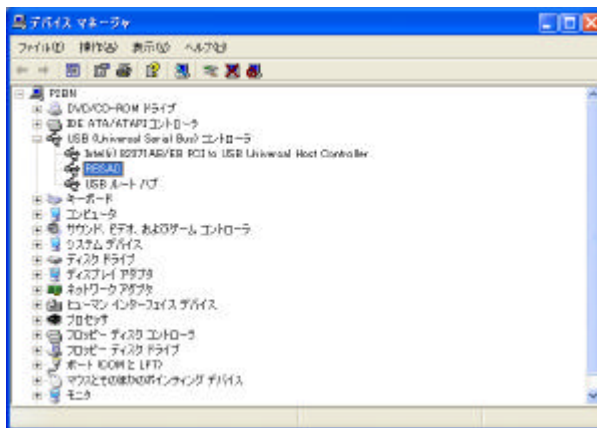 デバイス マネージャ
ファイル(F) 操作(A) 表示(V) ヘルプ(H)
DVD/CD-ROM ドライブ
IDE ATA/ATAPI コントローラ
USB (Universal Serial Bus) コントローラ
Intel(r) 82371AB/EB PCI to USB Universal Host Controller
USB ルート ハブ
キーボード
コンピュータ
サウンド、ビデオ、およびゲーム コントローラ
システム デバイス
ディスク ドライブ
ディスプレイ アダプタ
ネットワーク アダプタ
ヒューマン インターフェイス デバイス
プロセッサ
フロッピー ディスク コントローラ
フロッピー ディスク ドライブ
ポート (COM と LPT)
マウスとそのほかのポインティング デバイス
モニタ